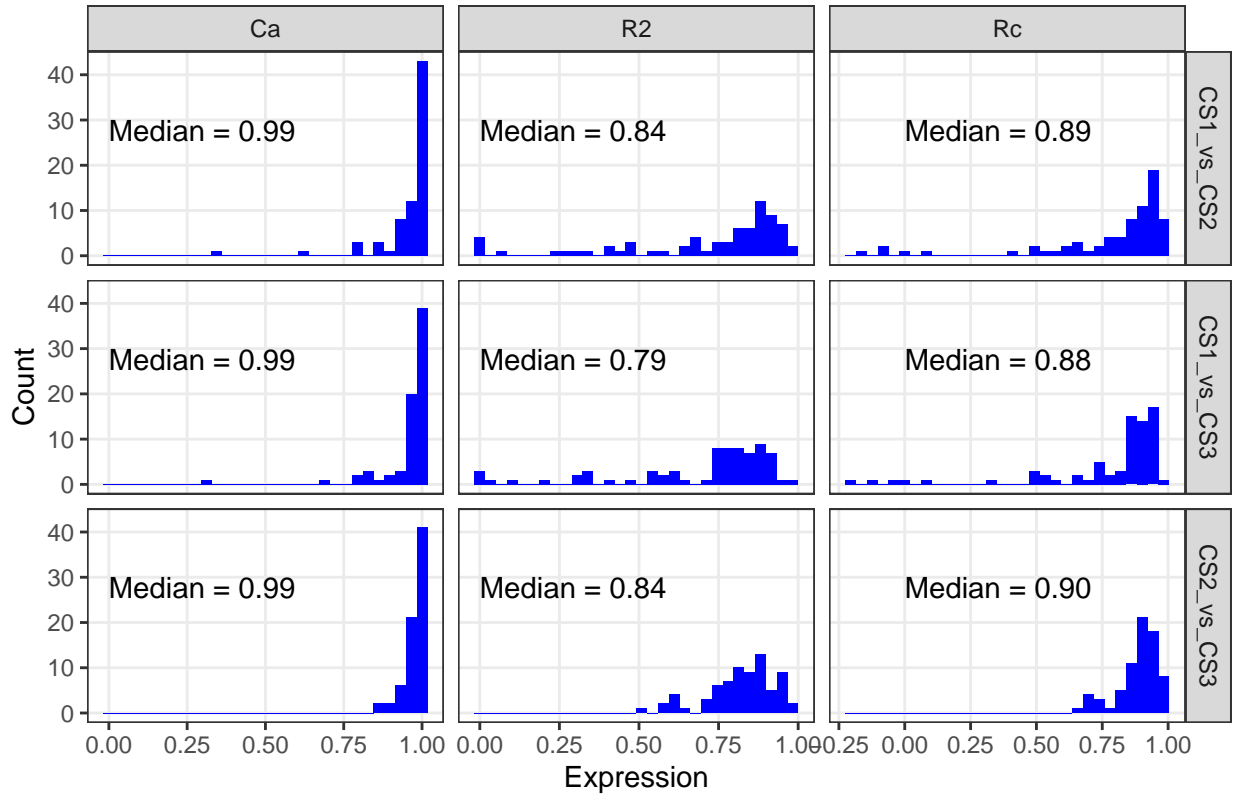 Ca
R2
Rc
40
30
20
10
0
Median = 0.99
Median = 0.84
Median = 0.89
CS1_vs_CS2
40
30
20
10
0
Median = 0.99
Median = 0.79
Median = 0.88
CS1_vs_CS3
40
30
20
10
0
Median = 0.99
Median = 0.84
Median = 0.90
CS2_vs_CS3
Count
0.00 0.25 0.50 0.75 1.00
0.00 0.25 0.50 0.75 1.00
-0.25 0.00 0.25 0.50 0.75 1.00
Expression